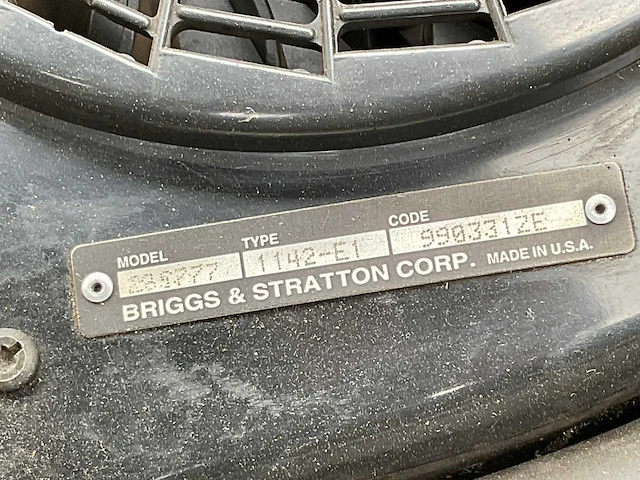 MODEL TYPE CODE
1142-E1 9903312E
BRIGGS & STRATTON CORP. MADE IN U.S.A.